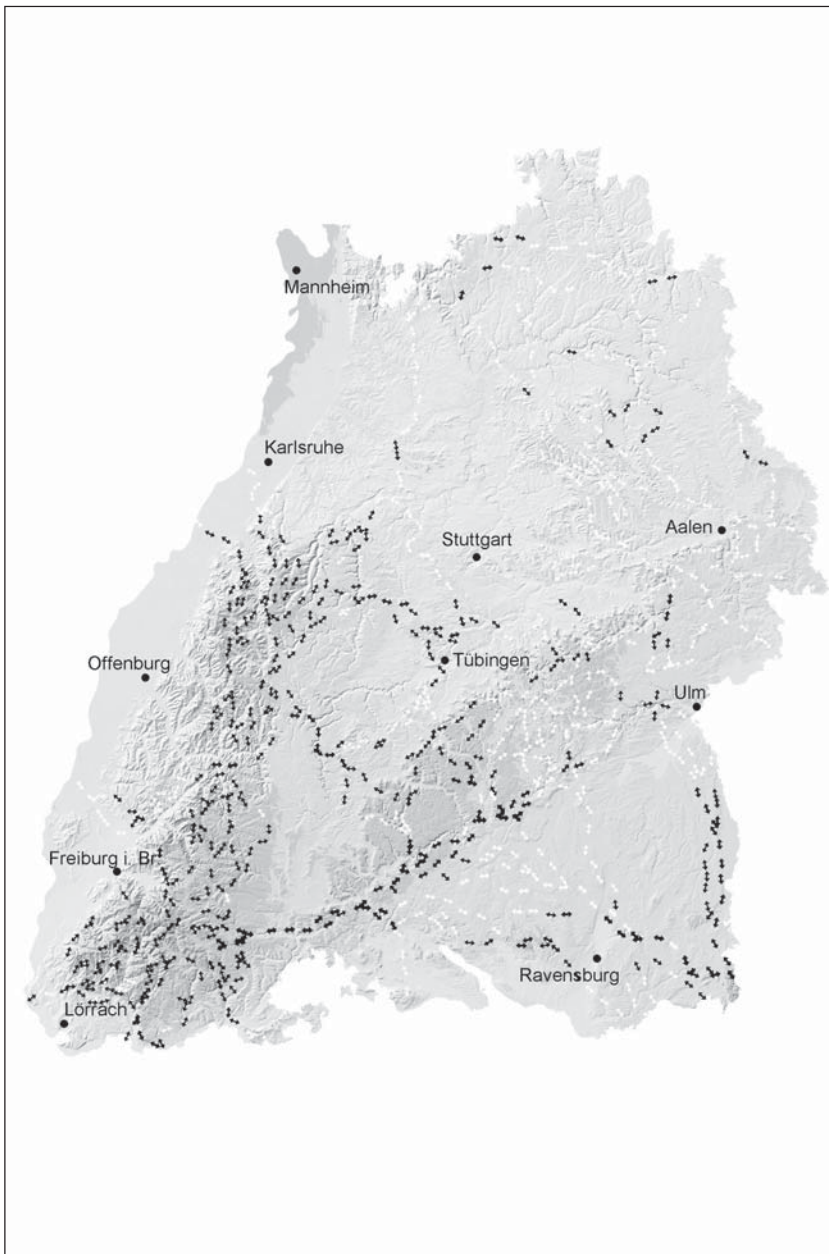 Mannheim
Karlsruhe
Stuttgart
Aalen
Offenburg
Tübingen
Ulm
Freiburg i. Br
Ravensburg
Lörrach